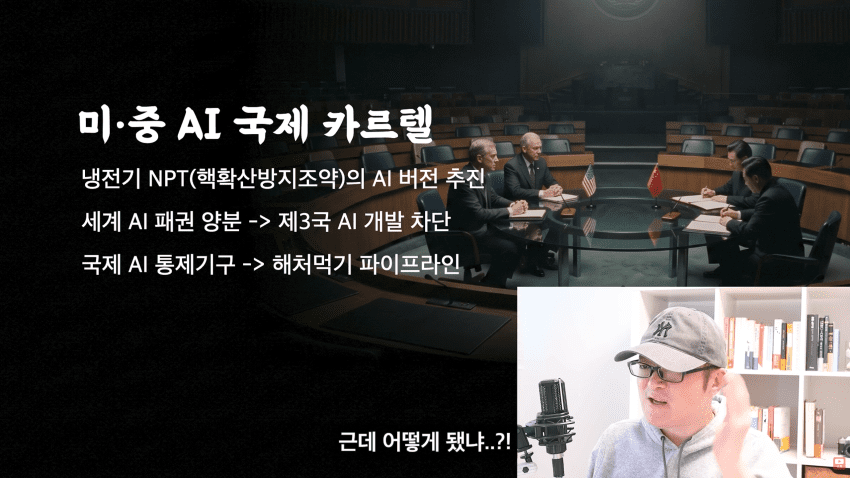 미·중 AI 국제 카르텔
냉전기 NPT(핵확산방지조약)의 AI 버전 추진
세계 AI 패권 양분 -> 제3국 AI 개발 차단
국제 AI 통제기구 -> 해처먹기 파이프라인
근데 어떻게 됐냐..?!